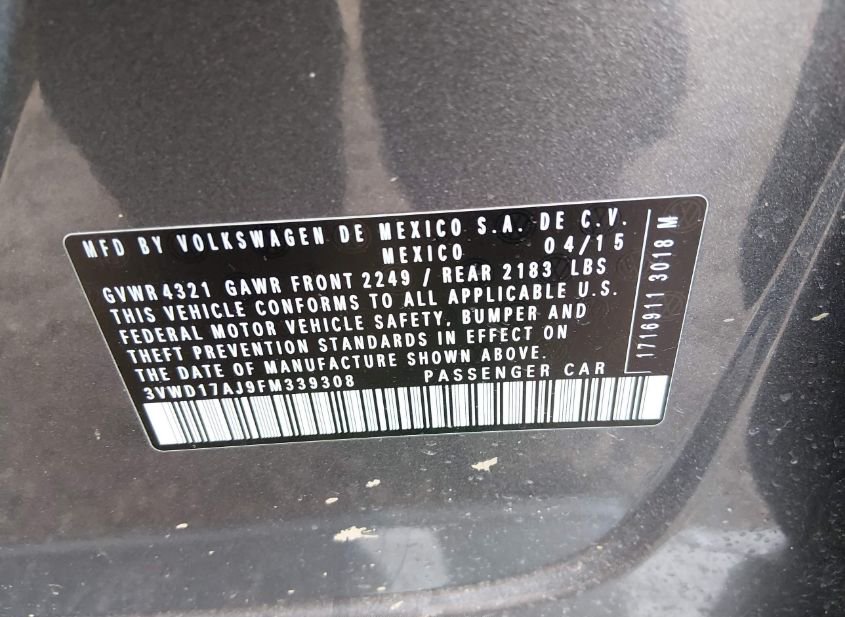 MFD BY VOLKSWAGEN DE MEXICO S.A. DE C.V.
MEXICO 04/15
GVWR 4321 GAWR FRONT 2249 / REAR 2183 LBS
THIS VEHICLE CONFORMS TO ALL APPLICABLE U.S.
FEDERAL MOTOR VEHICLE SAFETY, BUMPER AND
THEFT PREVENTION STANDARDS IN EFFECT ON
THE DATE OF MANUFACTURE SHOWN ABOVE.
3VWD17AJ9FM339308 PASSENGER CAR
1716911 3018 M